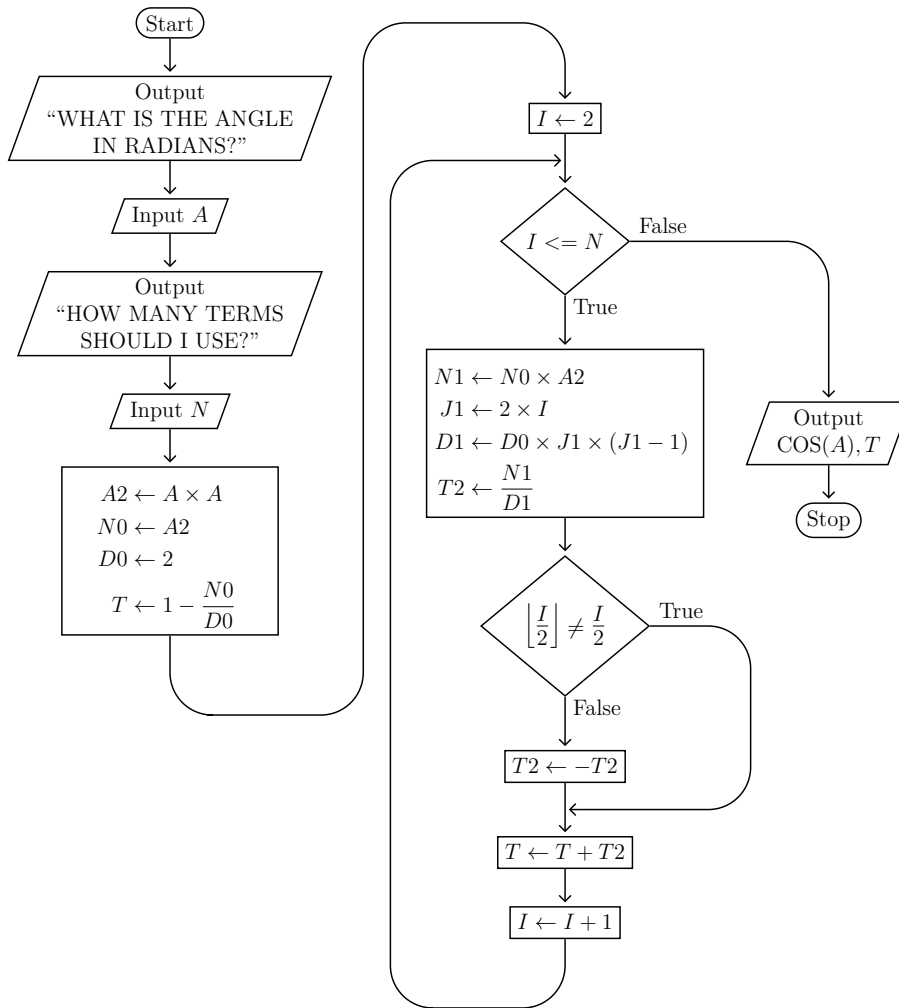 Start
Output
“WHAT IS THE ANGLE
IN RADIANS?”
Input A
Output
“HOW MANY TERMS
SHOULD I USE?”
Input N
A2 ← A × A
N0 ← A2
D0 ← 2
T ← 1 − N0/D0
I ← 2
I <= N
False
True
N1 ← N0 × A2
J1 ← 2 × I
D1 ← D0 × J1 × (J1 − 1)
T2 ← N1/D1
⌊I/2⌋ ≠ I/2
True
False
T2 ← −T2
T ← T + T2
I ← I + 1
Output
COS(A), T
Stop